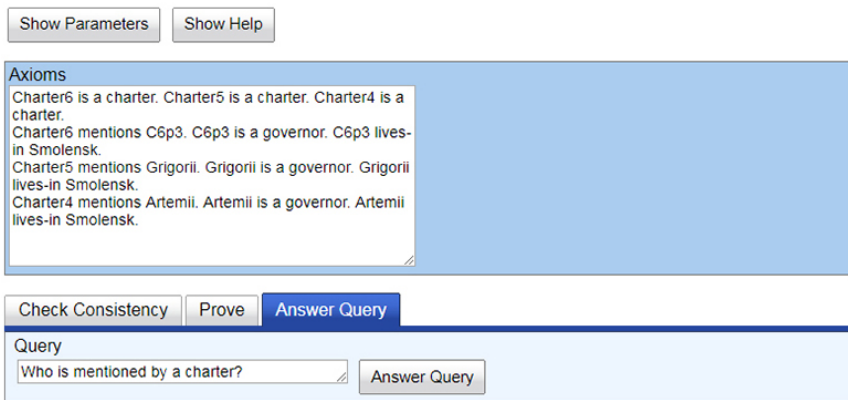 Show Parameters Show Help
Axioms
Charter6 is a charter. Charter5 is a charter. Charter4 is a
charter.
Charter6 mentions C6p3. C6p3 is a governor. C6p3 lives-
in Smolensk.
Charter5 mentions Grigorii. Grigorii is a governor. Grigorii
lives-in Smolensk.
Charter4 mentions Artemii. Artemii is a governor. Artemii
lives-in Smolensk.
Check Consistency Prove Answer Query
Query
Who is mentioned by a charter? Answer Query